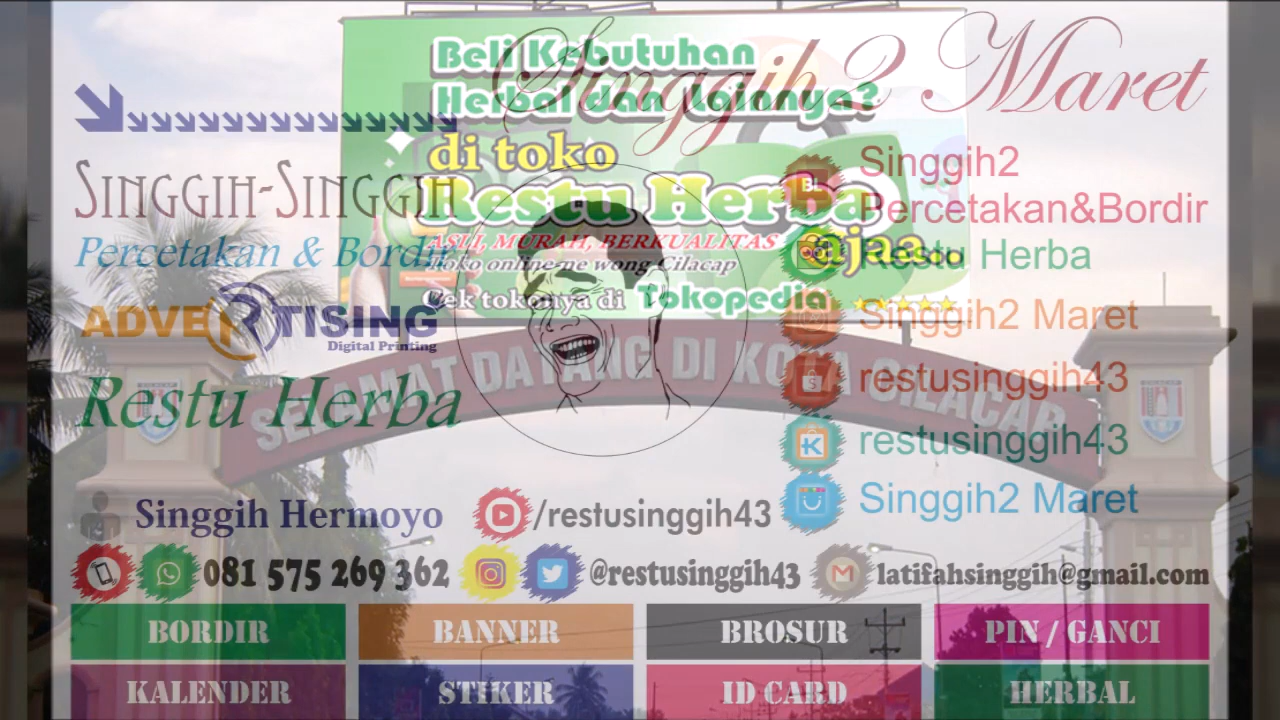 Beli Kebutuhan
Herbal dan Lainnya?
di toko
Restu Herba
ajaa..
ASLI, MURAH, BERKUALITAS
Toko online ne wong Cilacap
Cek tokonya di Tokopedia
Singgih2 Maret
SINGGIH-SINGGIH
Percetakan & Bordir
ADVERTISING
Digital Printing
Restu Herba
BL
Singgih2
Percetakan&Bordir
Restu Herba
Singgih2 Maret
restusinggih43
restusinggih43
Singgih2 Maret
SELAMAT DATANG DI KOTA CILACAP
Singgih Hermoyo
/restusinggih43
081 575 269 362
@restusinggih43
latifahsinggih@gmail.com
BORDIR
BANNER
BROSUR
PIN / GANCI
KALENDER
STIKER
ID CARD
HERBAL